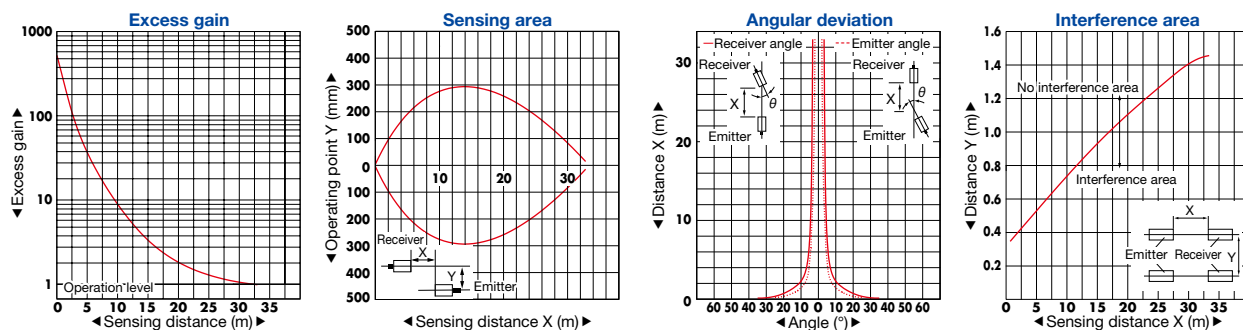 Excess gain
1000
100
10
1
Operation level
0 5 10 15 20 25 30 35
◄Excess gain►
◄Sensing distance (m)►
Sensing area
500
400
300
200
100
0
100
200
300
400
500
10 20 30
Receiver
X
Y
Emitter
◄Operating point Y (mm)►
◄Sensing distance X (m)►
Angular deviation
Receiver angle
Emitter angle
30
20
10
0
Receiver
X
θ
Emitter
Receiver
X
θ
Emitter
60 50 40 30 20 10 0 10 20 30 40 50 60
◄Distance X (m)►
◄Angle (°)►
Interference area
1.6
1.4
1.2
1.0
0.8
0.6
0.4
0.2
No interference area
Interference area
X
Emitter Receiver
Y
0 5 10 15 20 25 30 35
◄Distance Y (m)►
◄Sensing distance X (m)►